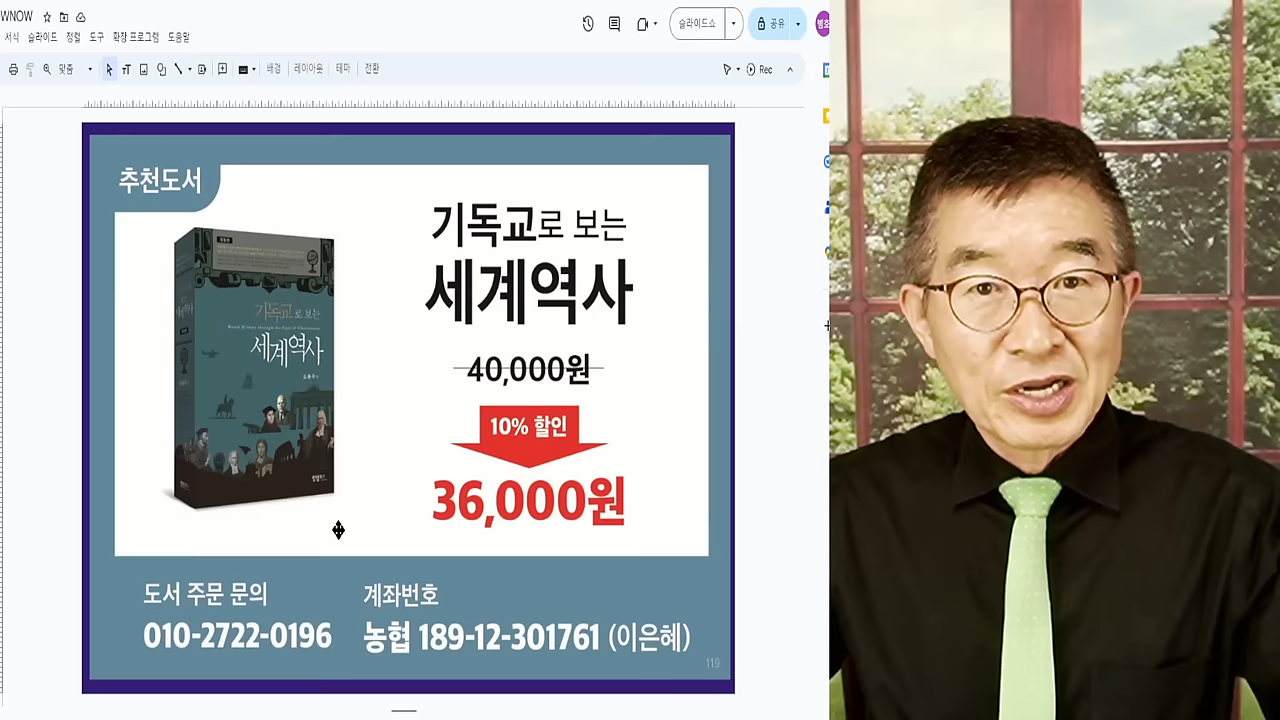 WNOW
서식 슬라이드 정렬 도구 확장 프로그램 도움말
슬라이드쇼
공유
병호
맞춤
배경 레이아웃 테마 전환
Rec
추천도서
기독교로 보는
세계역사
40,000원
10% 할인
36,000원
기독교로 보는
세계역사
도서 주문 문의
010-2722-0196
계좌번호
농협 189-12-301761 (이은혜)
119